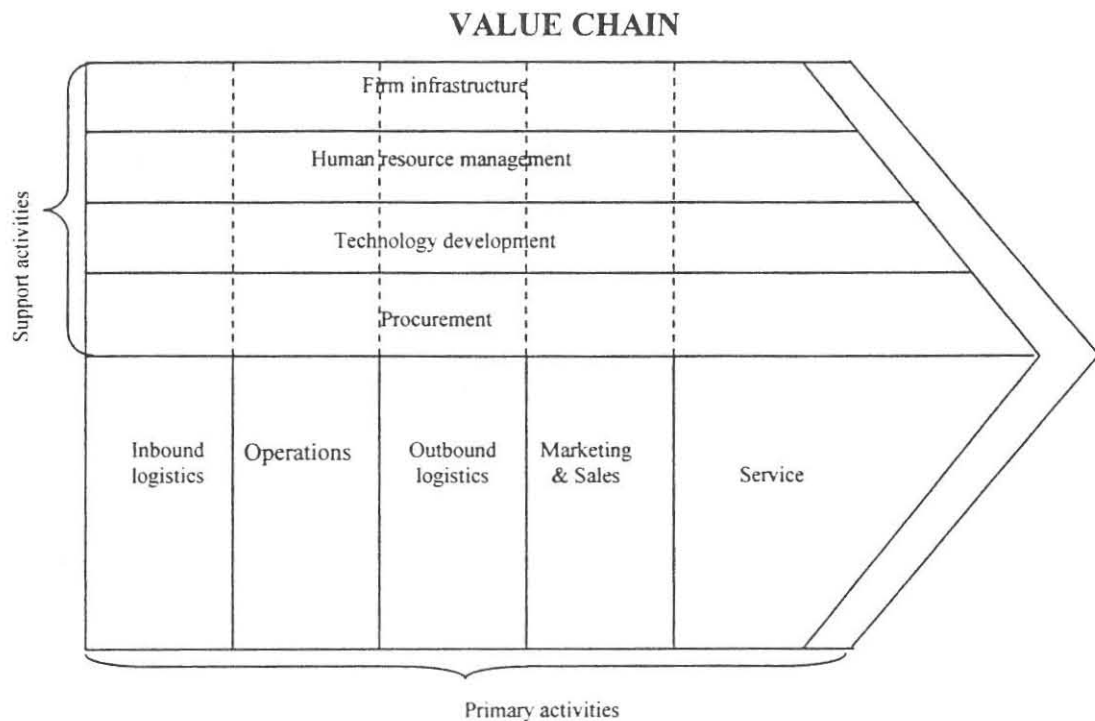 VALUE CHAIN
Firm infrastructure
Human resource management
Technology development
Procurement
Support activities
Inbound
logistics
Operations
Outbound
logistics
Marketing
& Sales
Service
Primary activities